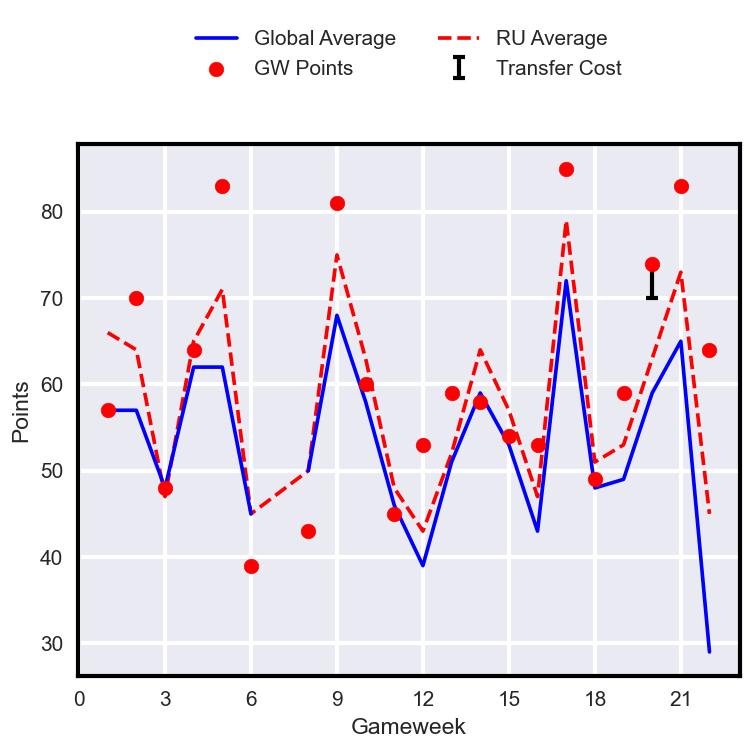 Global Average
RU Average
GW Points
Transfer Cost
80
70
60
50
40
30
Points
0 3 6 9 12 15 18 21
Gameweek